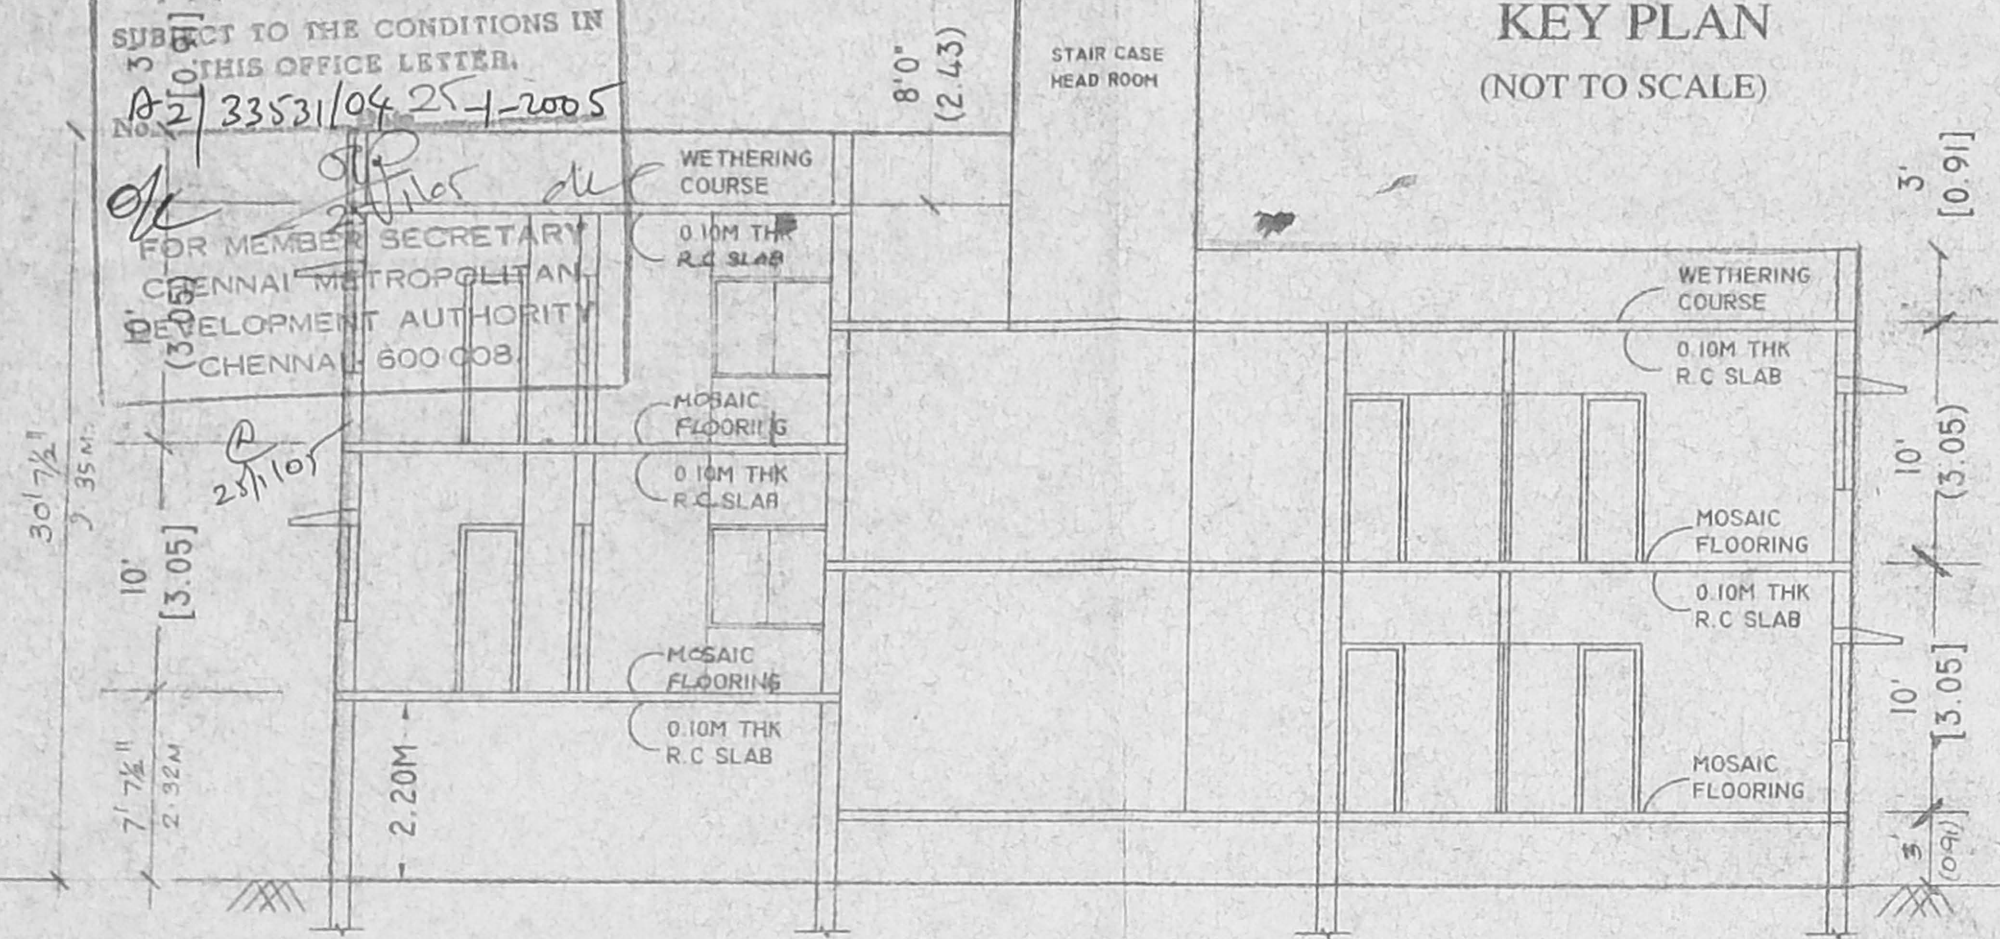 SUBJECT TO THE CONDITIONS IN
THIS OFFICE LETTER.
No. A2/33531/04 25-1-2005
FOR MEMBER SECRETARY
CHENNAI METROPOLITAN
DEVELOPMENT AUTHORITY
CHENNAI 600 008
25/1/05
3'
[0.91]
10'
(3.05)
10'
[3.05]
7' 7½"
2.32M
30' 7½"
9.35M
2.20M
WETHERING
COURSE
0.10M THK
R.C SLAB
MOSAIC
FLOORING
0.10M THK
R.C SLAB
MOSAIC
FLOORING
0.10M THK
R.C SLAB
8'0"
(2.43)
STAIR CASE
HEAD ROOM
KEY PLAN
(NOT TO SCALE)
WETHERING
COURSE
0.10M THK
R.C SLAB
MOSAIC
FLOORING
0.10M THK
R.C SLAB
MOSAIC
FLOORING
3'
[0.91]
10'
(3.05)
10'
[3.05]
3'
(091)